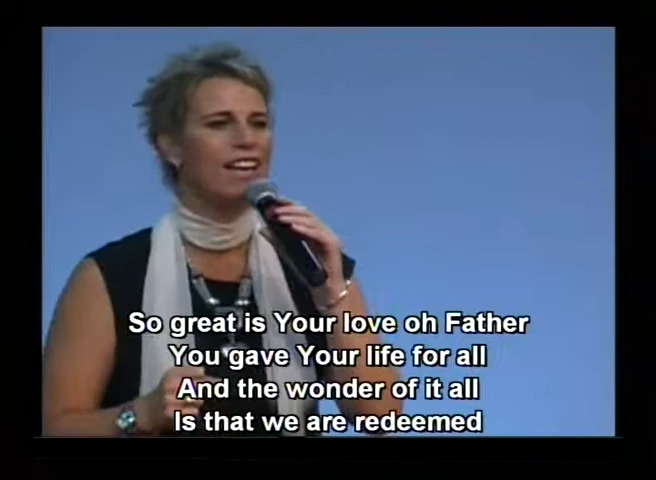 So great is Your love oh Father
You gave Your life for all
And the wonder of it all
Is that we are redeemed